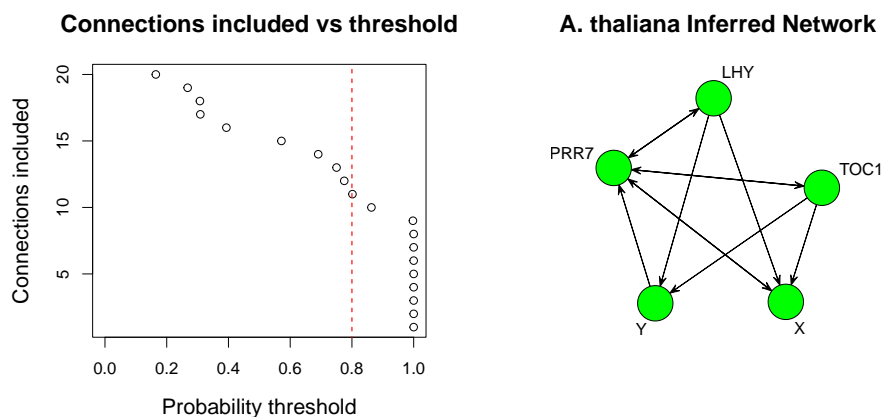 Connections included vs threshold
Connections included
20
15
10
5
0.0 0.2 0.4 0.6 0.8 1.0
Probability threshold
A. thaliana Inferred Network
LHY
PRR7
TOC1
Y
X